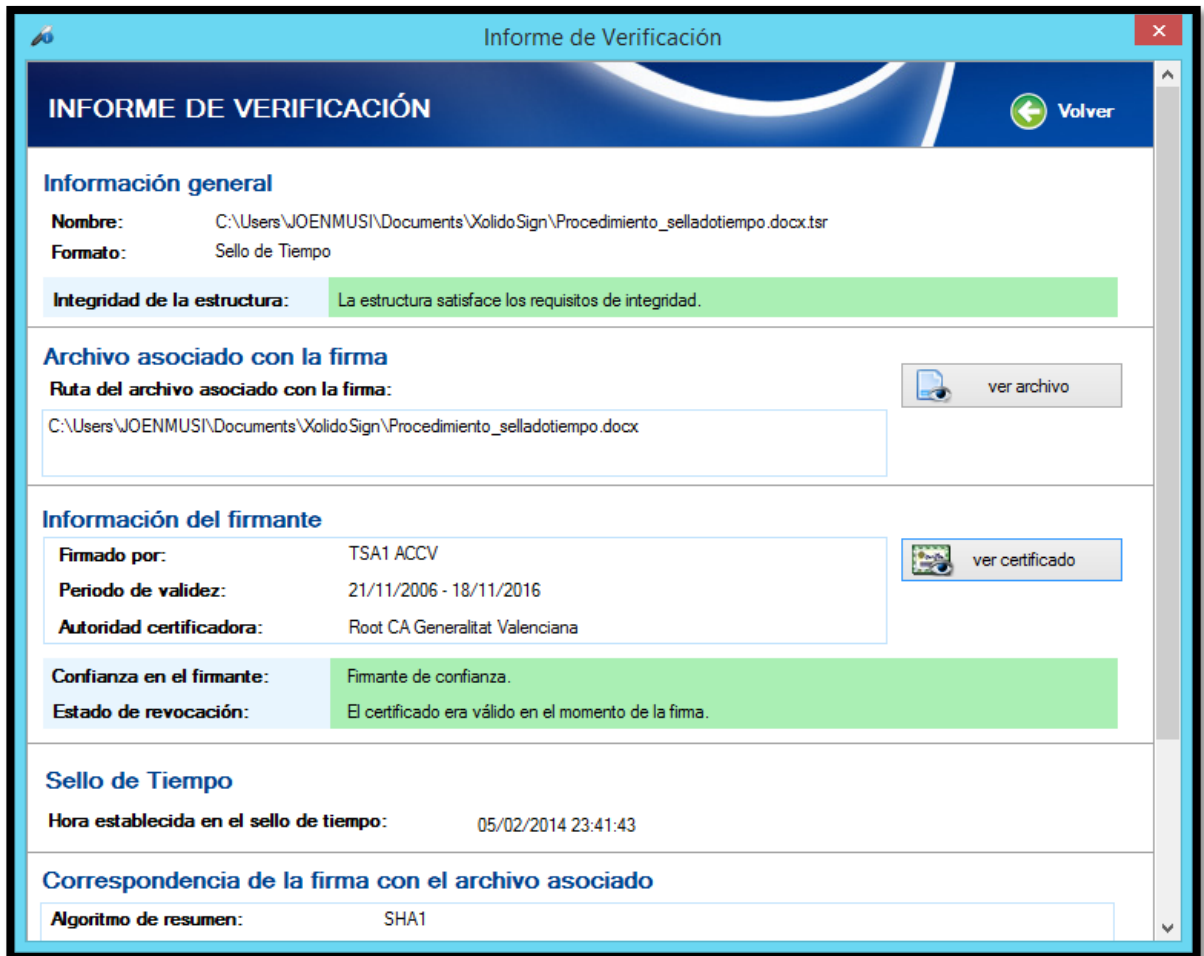 Informe de Verificación
INFORME DE VERIFICACIÓN
Volver
Información general
Nombre: C:\Users\JOENMUSI\Documents\XolidoSign\Procedimiento_selladotiempo.docx.tsr
Formato: Sello de Tiempo
Integridad de la estructura: La estructura satisface los requisitos de integridad.
Archivo asociado con la firma
Ruta del archivo asociado con la firma:
ver archivo
C:\Users\JOENMUSI\Documents\XolidoSign\Procedimiento_selladotiempo.docx
Información del firmante
Firmado por: TSA1 ACCV
ver certificado
Periodo de validez: 21/11/2006 - 18/11/2016
Autoridad certificadora: Root CA Generalitat Valenciana
Confianza en el firmante: Firmante de confianza.
Estado de revocación: El certificado era válido en el momento de la firma.
Sello de Tiempo
Hora establecida en el sello de tiempo: 05/02/2014 23:41:43
Correspondencia de la firma con el archivo asociado
Algoritmo de resumen: SHA1